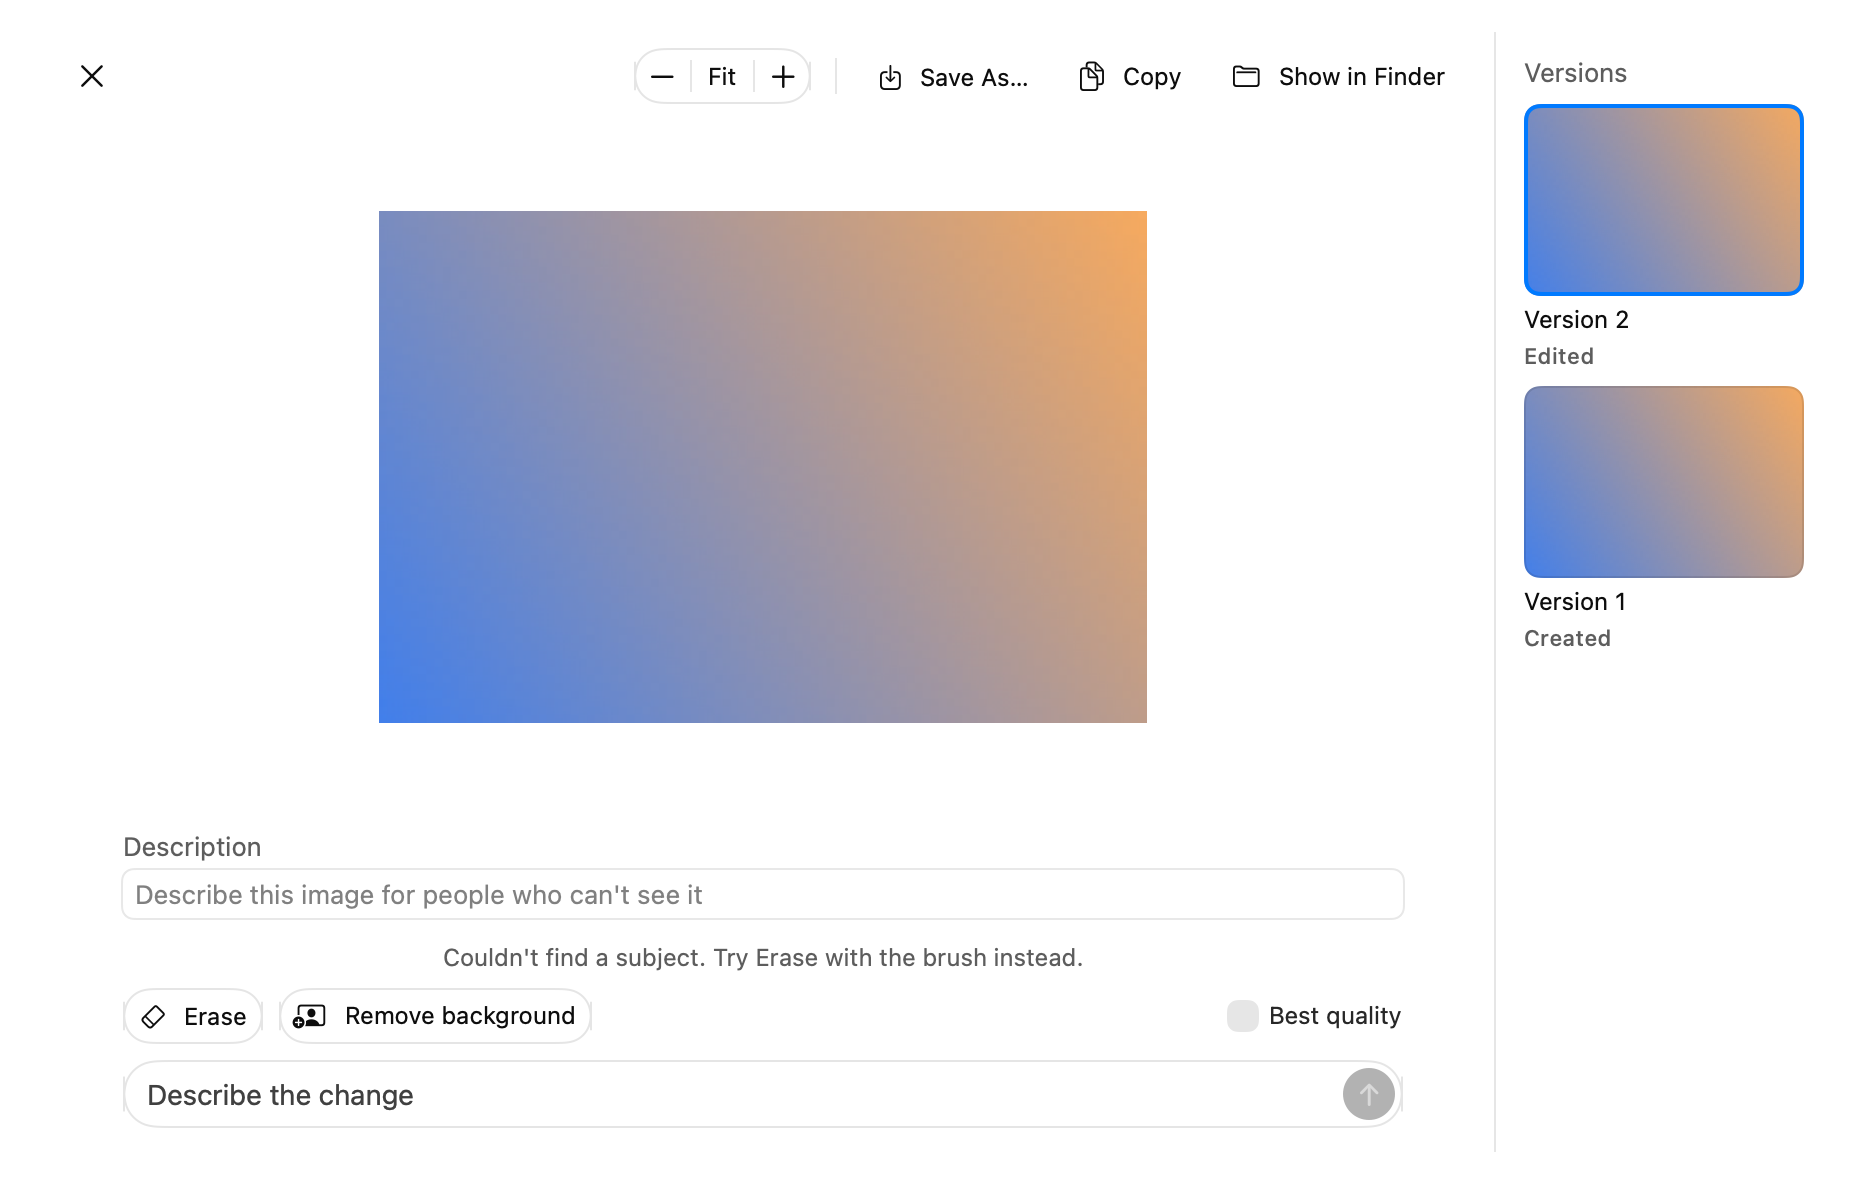 Fit
Save As...
Copy
Show in Finder
Versions
Version 2
Edited
Version 1
Created
Description
Describe this image for people who can't see it
Couldn't find a subject. Try Erase with the brush instead.
Erase
Remove background
Best quality
Describe the change